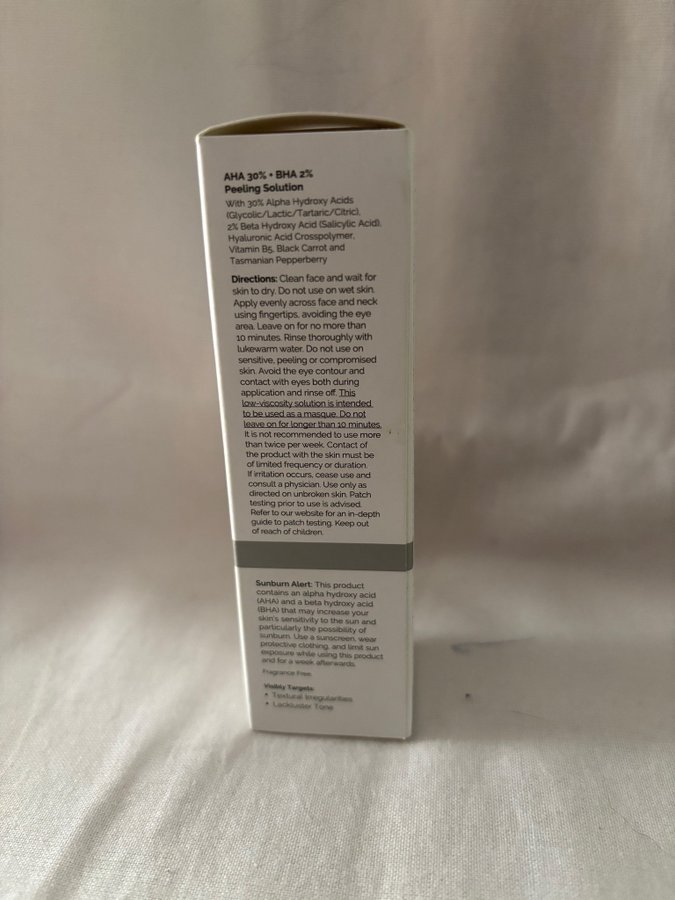 AHA 30% + BHA 2%
Peeling Solution
With 30% Alpha Hydroxy Acids
(Glycolic/Lactic/Tartaric/Citric),
2% Beta Hydroxy Acid (Salicylic Acid),
Hyaluronic Acid Crosspolymer,
Vitamin B5, Black Carrot and
Tasmanian Pepperberry
Directions: Clean face and wait for
skin to dry. Do not use on wet skin.
Apply evenly across face and neck
using fingertips, avoiding the eye
area. Leave on for no more than
10 minutes. Rinse thoroughly with
lukewarm water. Do not use on
sensitive, peeling or compromised
skin. Avoid the eye contour and
contact with eyes both during
application and rinse off. This
low-viscosity solution is intended
to be used as a masque. Do not
leave on for longer than 10 minutes.
It is not recommended to use more
than twice per week. Contact of
the product with the skin must be
of limited frequency or duration.
If irritation occurs, cease use and
consult a physician. Use only as
directed on unbroken skin. Patch
testing prior to use is advised.
Refer to our website for an in-depth
guide to patch testing. Keep out
of reach of children.
Sunburn Alert: This product
contains an alpha hydroxy acid
(AHA) and a beta hydroxy acid
(BHA) that may increase your
skin's sensitivity to the sun and
particularly the possibility of
sunburn. Use a sunscreen, wear
protective clothing, and limit sun
exposure while using this product
and for a week afterwards.
Fragrance Free.
Visibly Targets:
• Textural Irregularities
• Lackluster Tone